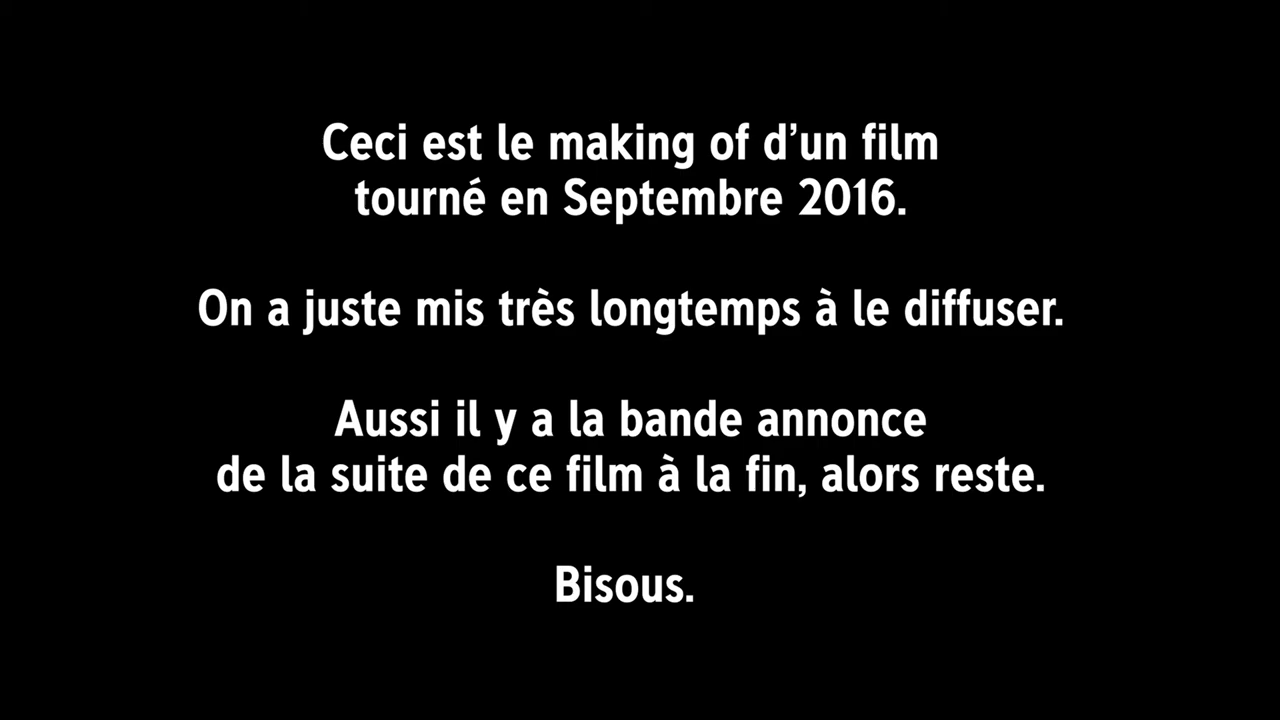 Ceci est le making of d’un film
tourné en Septembre 2016.
On a juste mis très longtemps à le diffuser.
Aussi il y a la bande annonce
de la suite de ce film à la fin, alors reste.
Bisous.